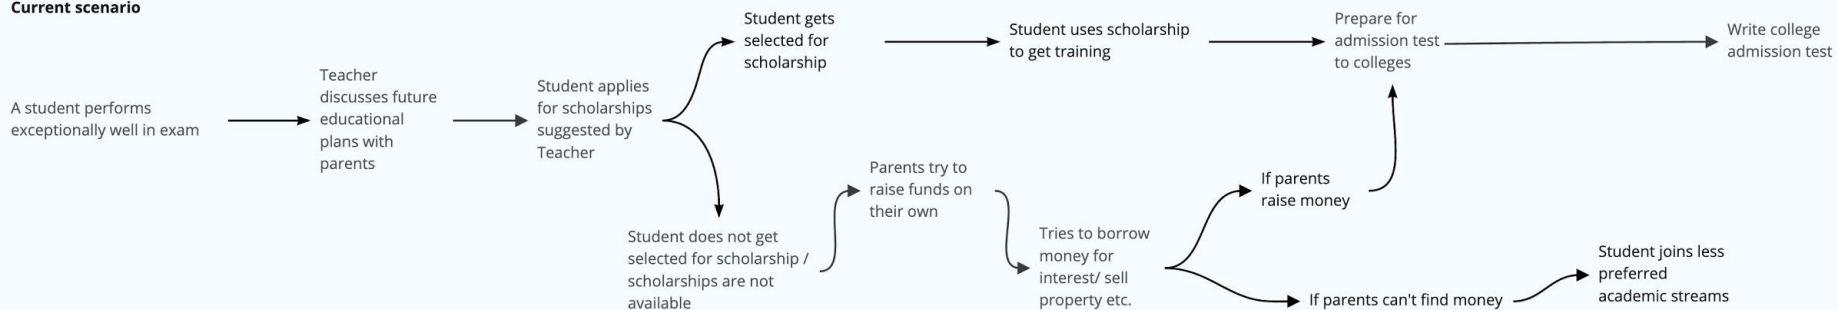 Current scenario
A student performs
exceptionally well in exam
Teacher
discusses future
educational
plans with
parents
Student applies
for scholarships
suggested by
Teacher
Student gets
selected for
scholarship
Student uses scholarship
to get training
Prepare for
admission test
to colleges
Write college
admission test
Student does not get
selected for scholarship /
scholarships are not
available
Parents try to
raise funds on
their own
Tries to borrow
money for
interest/ sell
property etc.
If parents
raise money
If parents can't find money
Student joins less
preferred
academic streams